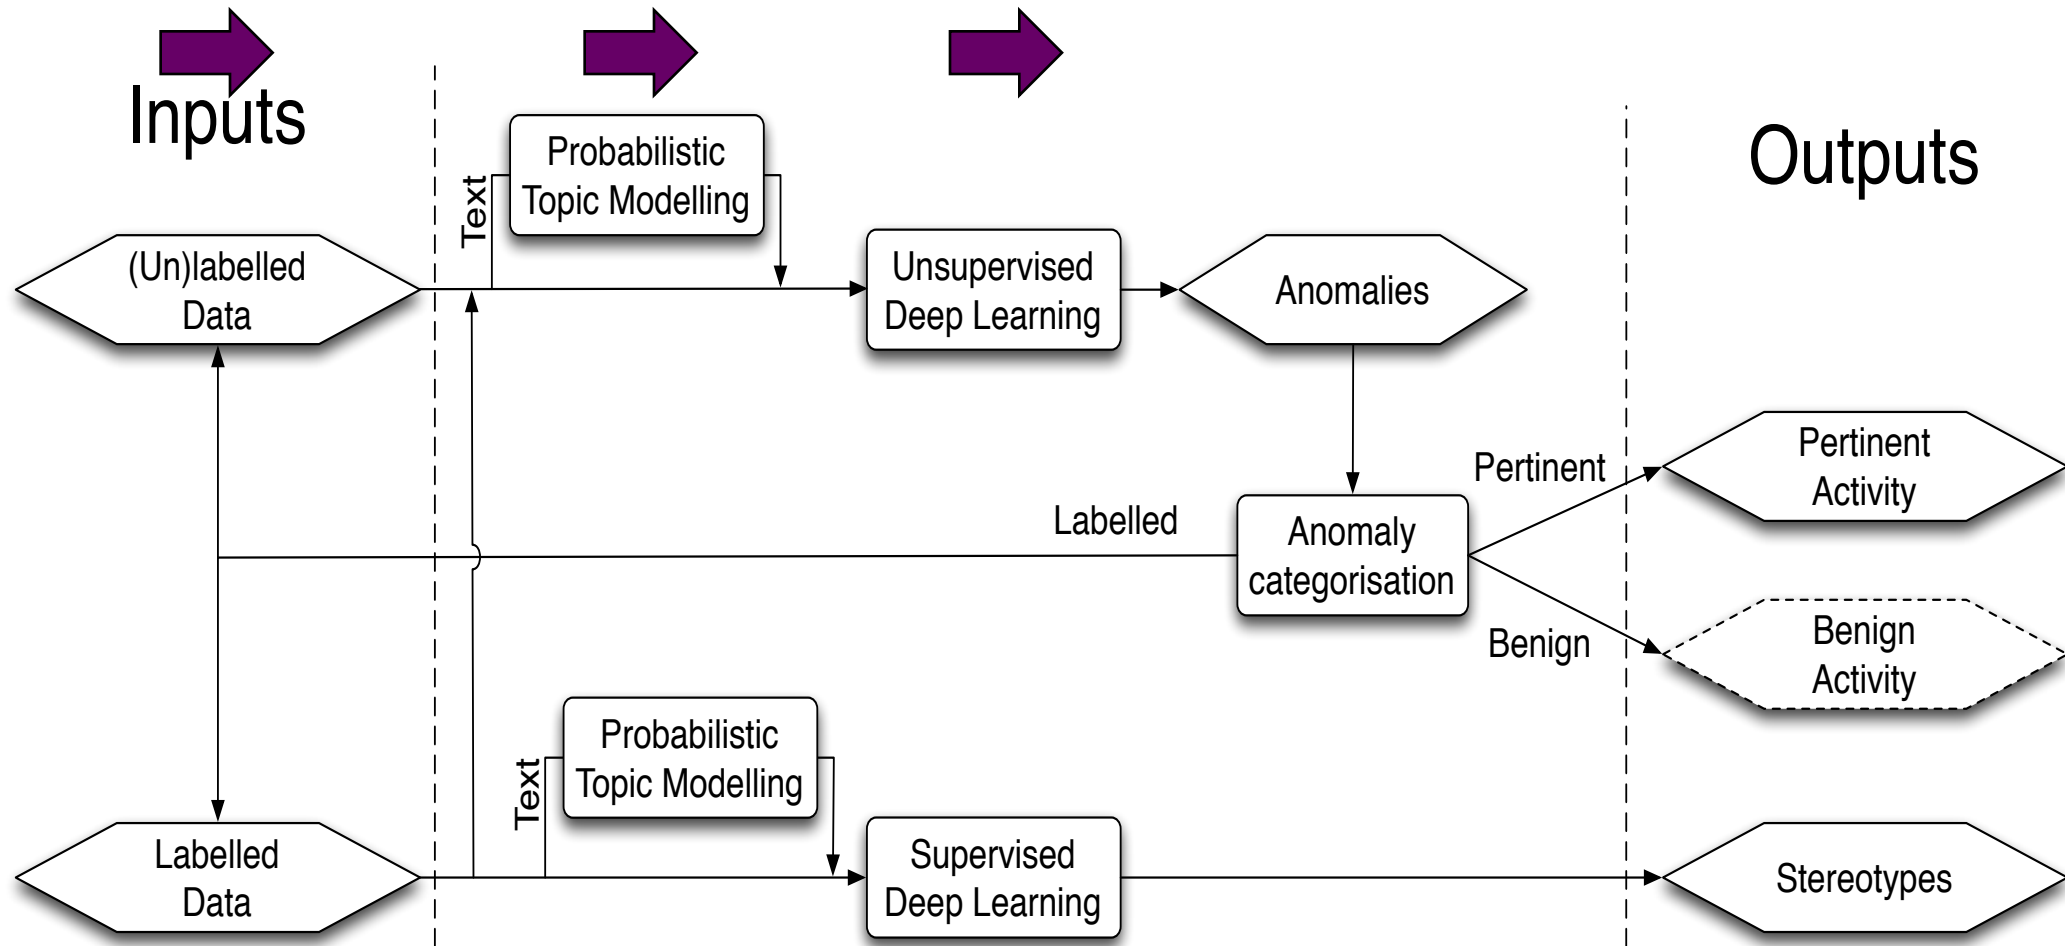 Inputs
Outputs
Probabilistic
Topic Modelling
Text
(Un)labelled
Data
Unsupervised
Deep Learning
Anomalies
Pertinent
Pertinent
Activity
Labelled
Anomaly
categorisation
Benign
Benign
Activity
Probabilistic
Topic Modelling
Text
Labelled
Data
Supervised
Deep Learning
Stereotypes